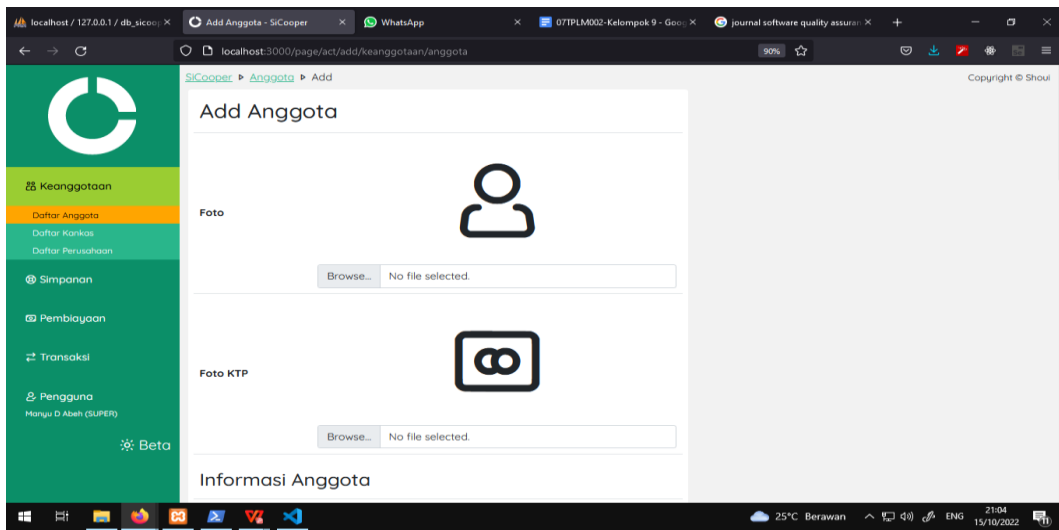 localhost / 127.0.0.1 / db_sicoop
Add Anggota - SiCooper
WhatsApp
07TPLM002-Kelompok 9 - Goog
journal software quality assuran
localhost:3000/page/act/add/keanggotaan/anggota
90%
SiCooper Anggota Add
Copyright © Shoui
Add Anggota
Keanggotaan
Daftar Anggota
Daftar Kankas
Daftar Perusahaan
Simpanan
Pembiayaan
Transaksi
Pengguna
Manyu D Abeh (SUPER)
Beta
Foto
Browse... No file selected.
Foto KTP
Browse... No file selected.
Informasi Anggota
25°C Berawan
ENG
21:04
15/10/2022